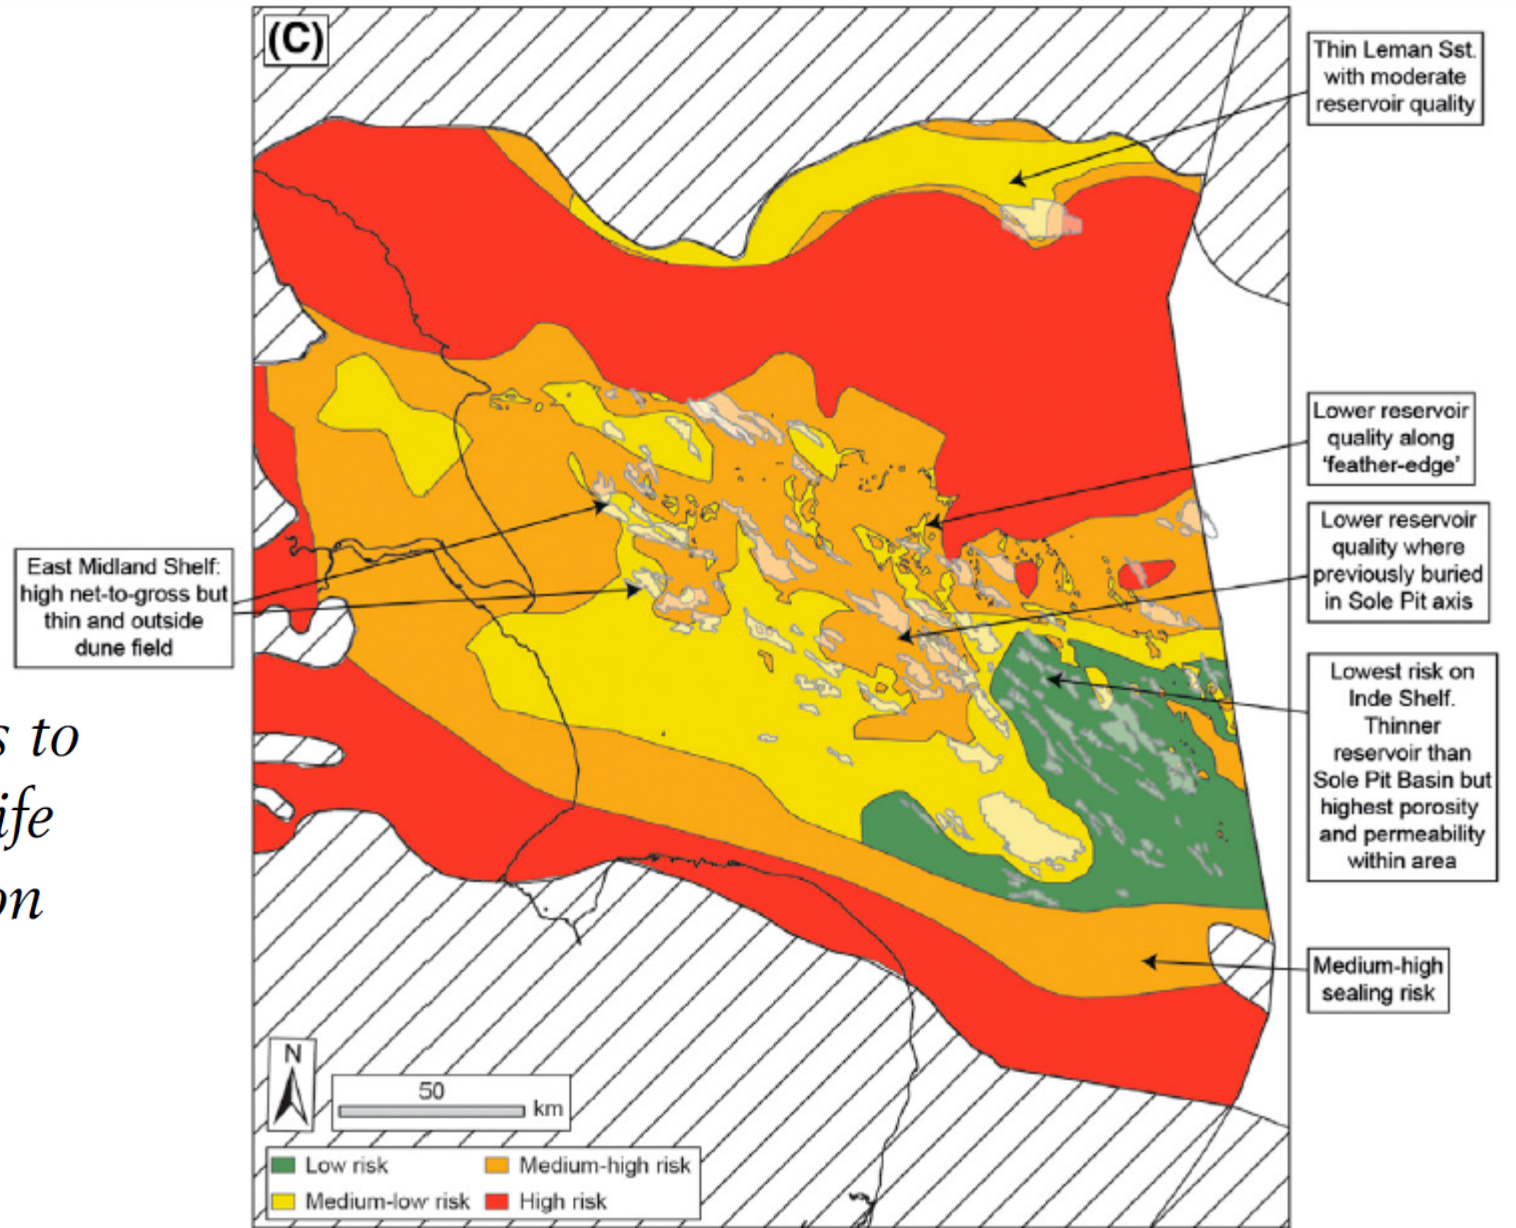 (C)
Thin Leman Sst.
with moderate
reservoir quality
Lower reservoir
quality along
‘feather-edge’
Lower reservoir
quality where
previously buried
in Sole Pit axis
East Midland Shelf:
high net-to-gross but
thin and outside
dune field
Lowest risk on
Inde Shelf.
Thinner
reservoir than
Sole Pit Basin but
highest porosity
and permeability
within area
s to
ife
on
Medium-high
sealing risk
N
50
km
Low risk
Medium-high risk
Medium-low risk
High risk